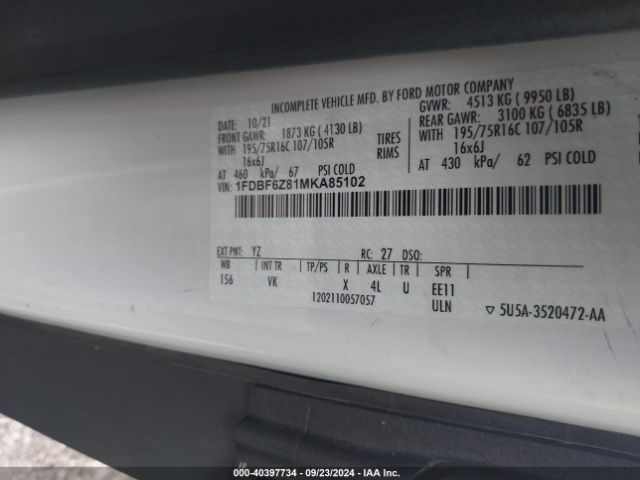 INCOMPLETE VEHICLE MFD. BY FORD MOTOR COMPANY
DATE: 10/21 GVWR: 4513 KG ( 9950 LB)
FRONT GAWR: 1873 KG ( 4130 LB) REAR GAWR: 3100 KG ( 6835 LB)
WITH 195/75R16C 107/105R TIRES WITH 195/75R16C 107/105R
16x6J RIMS 16x6J
AT 460 kPa/ 67 PSI COLD AT 430 kPa/ 62 PSI COLD
VIN: 1FDBF6Z81MKA85102
EXT PNT: YZ RC: 27 DSO:
WB INT TR TP/PS R AXLE TR SPR
156 VK X 4L U EE11
1202110057057 ULN ▽ 5U5A-3520472-AA
© - 40397734 - 09/23/2024 - IAA Inc.